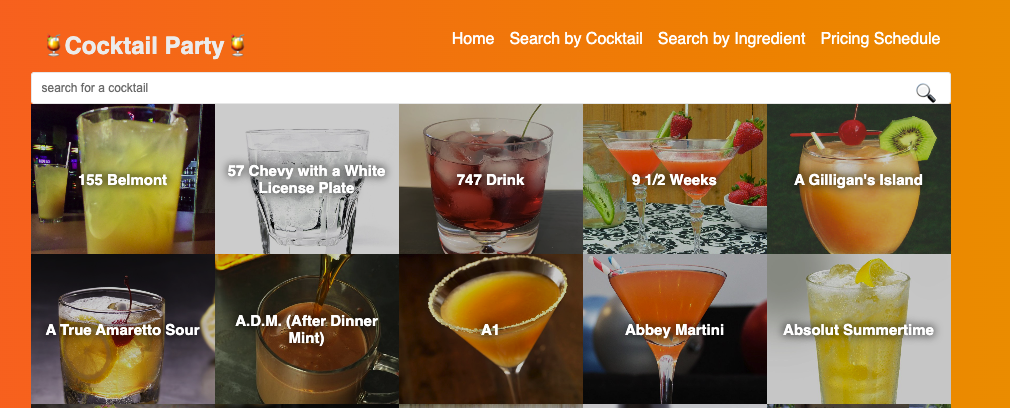 Cocktail Party
Home Search by Cocktail Search by Ingredient Pricing Schedule
search for a cocktail
155 Belmont
57 Chevy with a White
License Plate
747 Drink
9 1/2 Weeks
A Gilligan's Island
A True Amaretto Sour
A.D.M. (After Dinner
Mint)
A1
Abbey Martini
Absolut Summertime